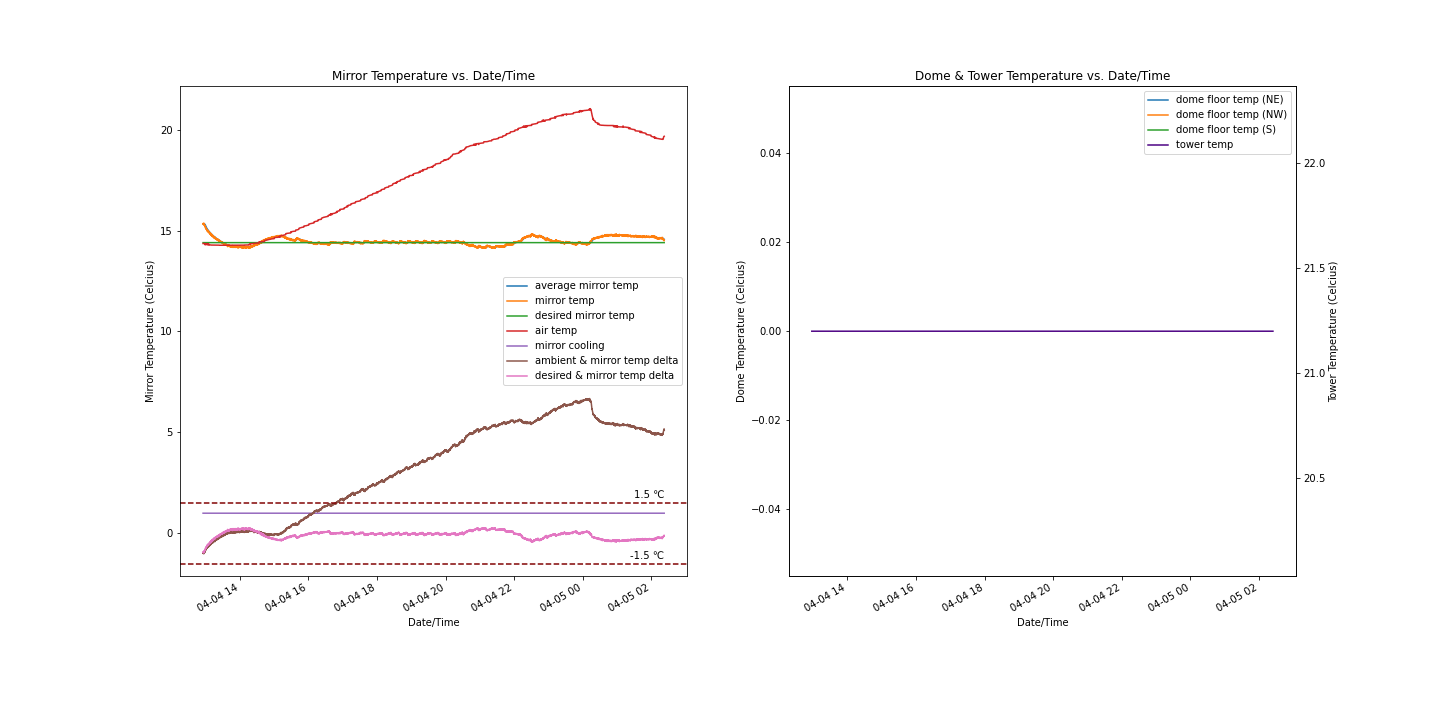 Mirror Temperature vs. Date/Time
Mirror Temperature (Celcius)
20
15
10
5
0
average mirror temp
mirror temp
desired mirror temp
air temp
mirror cooling
ambient & mirror temp delta
desired & mirror temp delta
1.5 °C
-1.5 °C
04-04 14
04-04 16
04-04 18
04-04 20
04-04 22
04-05 00
04-05 02
Date/Time
Dome & Tower Temperature vs. Date/Time
Dome Temperature (Celcius)
0.04
0.02
0.00
−0.02
−0.04
dome floor temp (NE)
dome floor temp (NW)
dome floor temp (S)
tower temp
22.0
21.5
21.0
20.5
Tower Temperature (Celcius)
04-04 14
04-04 16
04-04 18
04-04 20
04-04 22
04-05 00
04-05 02
Date/Time